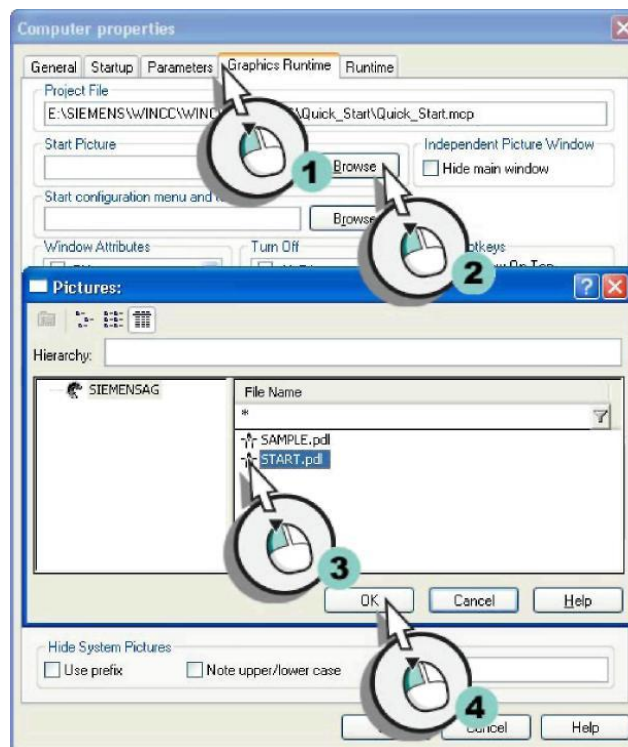 Computer properties
General Startup Parameters Graphics Runtime Runtime
Project File
E:\SIEMENS\WINCC\WINC \Quick_Start\Quick_Start.mcp
Start Picture Independent Picture Window
1 Browse Hide main window
Start configuration menu and
Browse
2
Window Attributes Turn Off
On Top
Pictures:
Hierarchy:
SIEMENSAG File Name
*
SAMPLE.pdl
START.pdl
3
OK Cancel Help
Hide System Pictures
Use prefix Note upper/lower case
4
Cancel Help